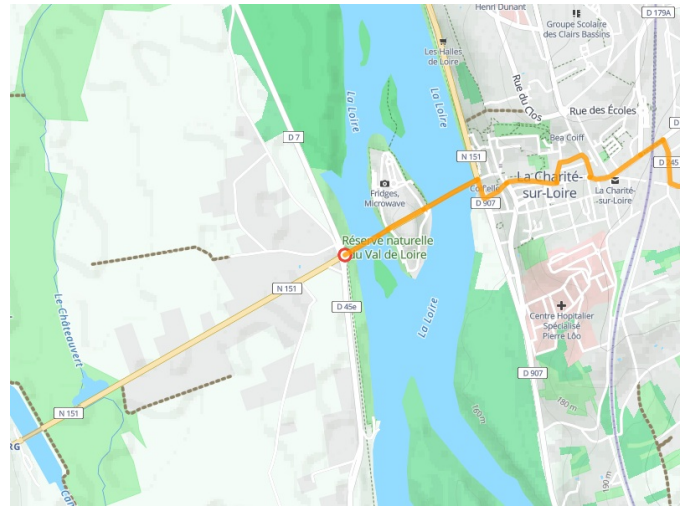 Henri Dunant
D 179A
Groupe Scolaire
des Clairs Bassins
Les Halles
de Loire
La Loire
La Loire
Rue du Clos
Rue des Écoles
Bea Coiff
D 7
N 151
La Charité-
sur-Loire
Fridges,
Microwave
D 907
La Charité-
sur-Loire
Réserve naturelle
du Val de Loire
N 151
D 45e
La Loire
Le Châteauvert
Centre Hopitalier
Spécialisé
Pierre Lôo
D 907
180 m
160 m
N 151
RG
190 m